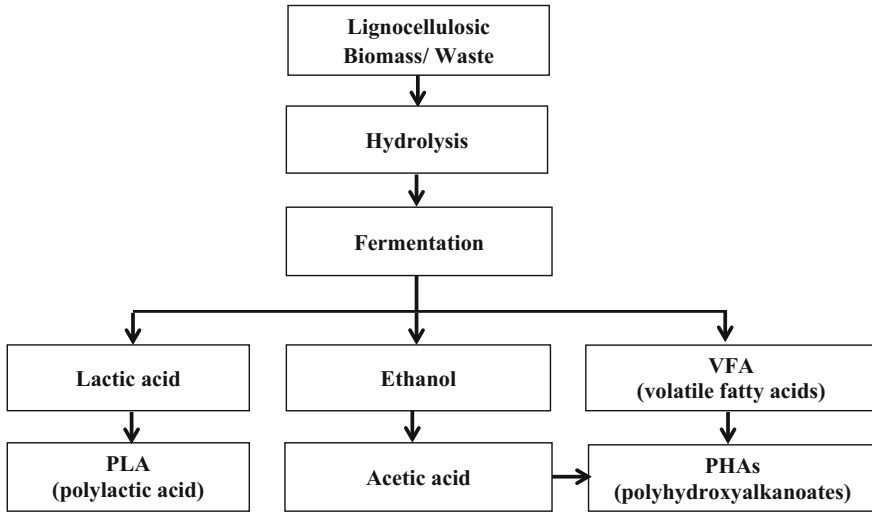 Lignocellulosic
Biomass/ Waste
Hydrolysis
Fermentation
Lactic acid
Ethanol
VFA
(volatile fatty acids)
PLA
(polylactic acid)
Acetic acid
PHAs
(polyhydroxyalkanoates)